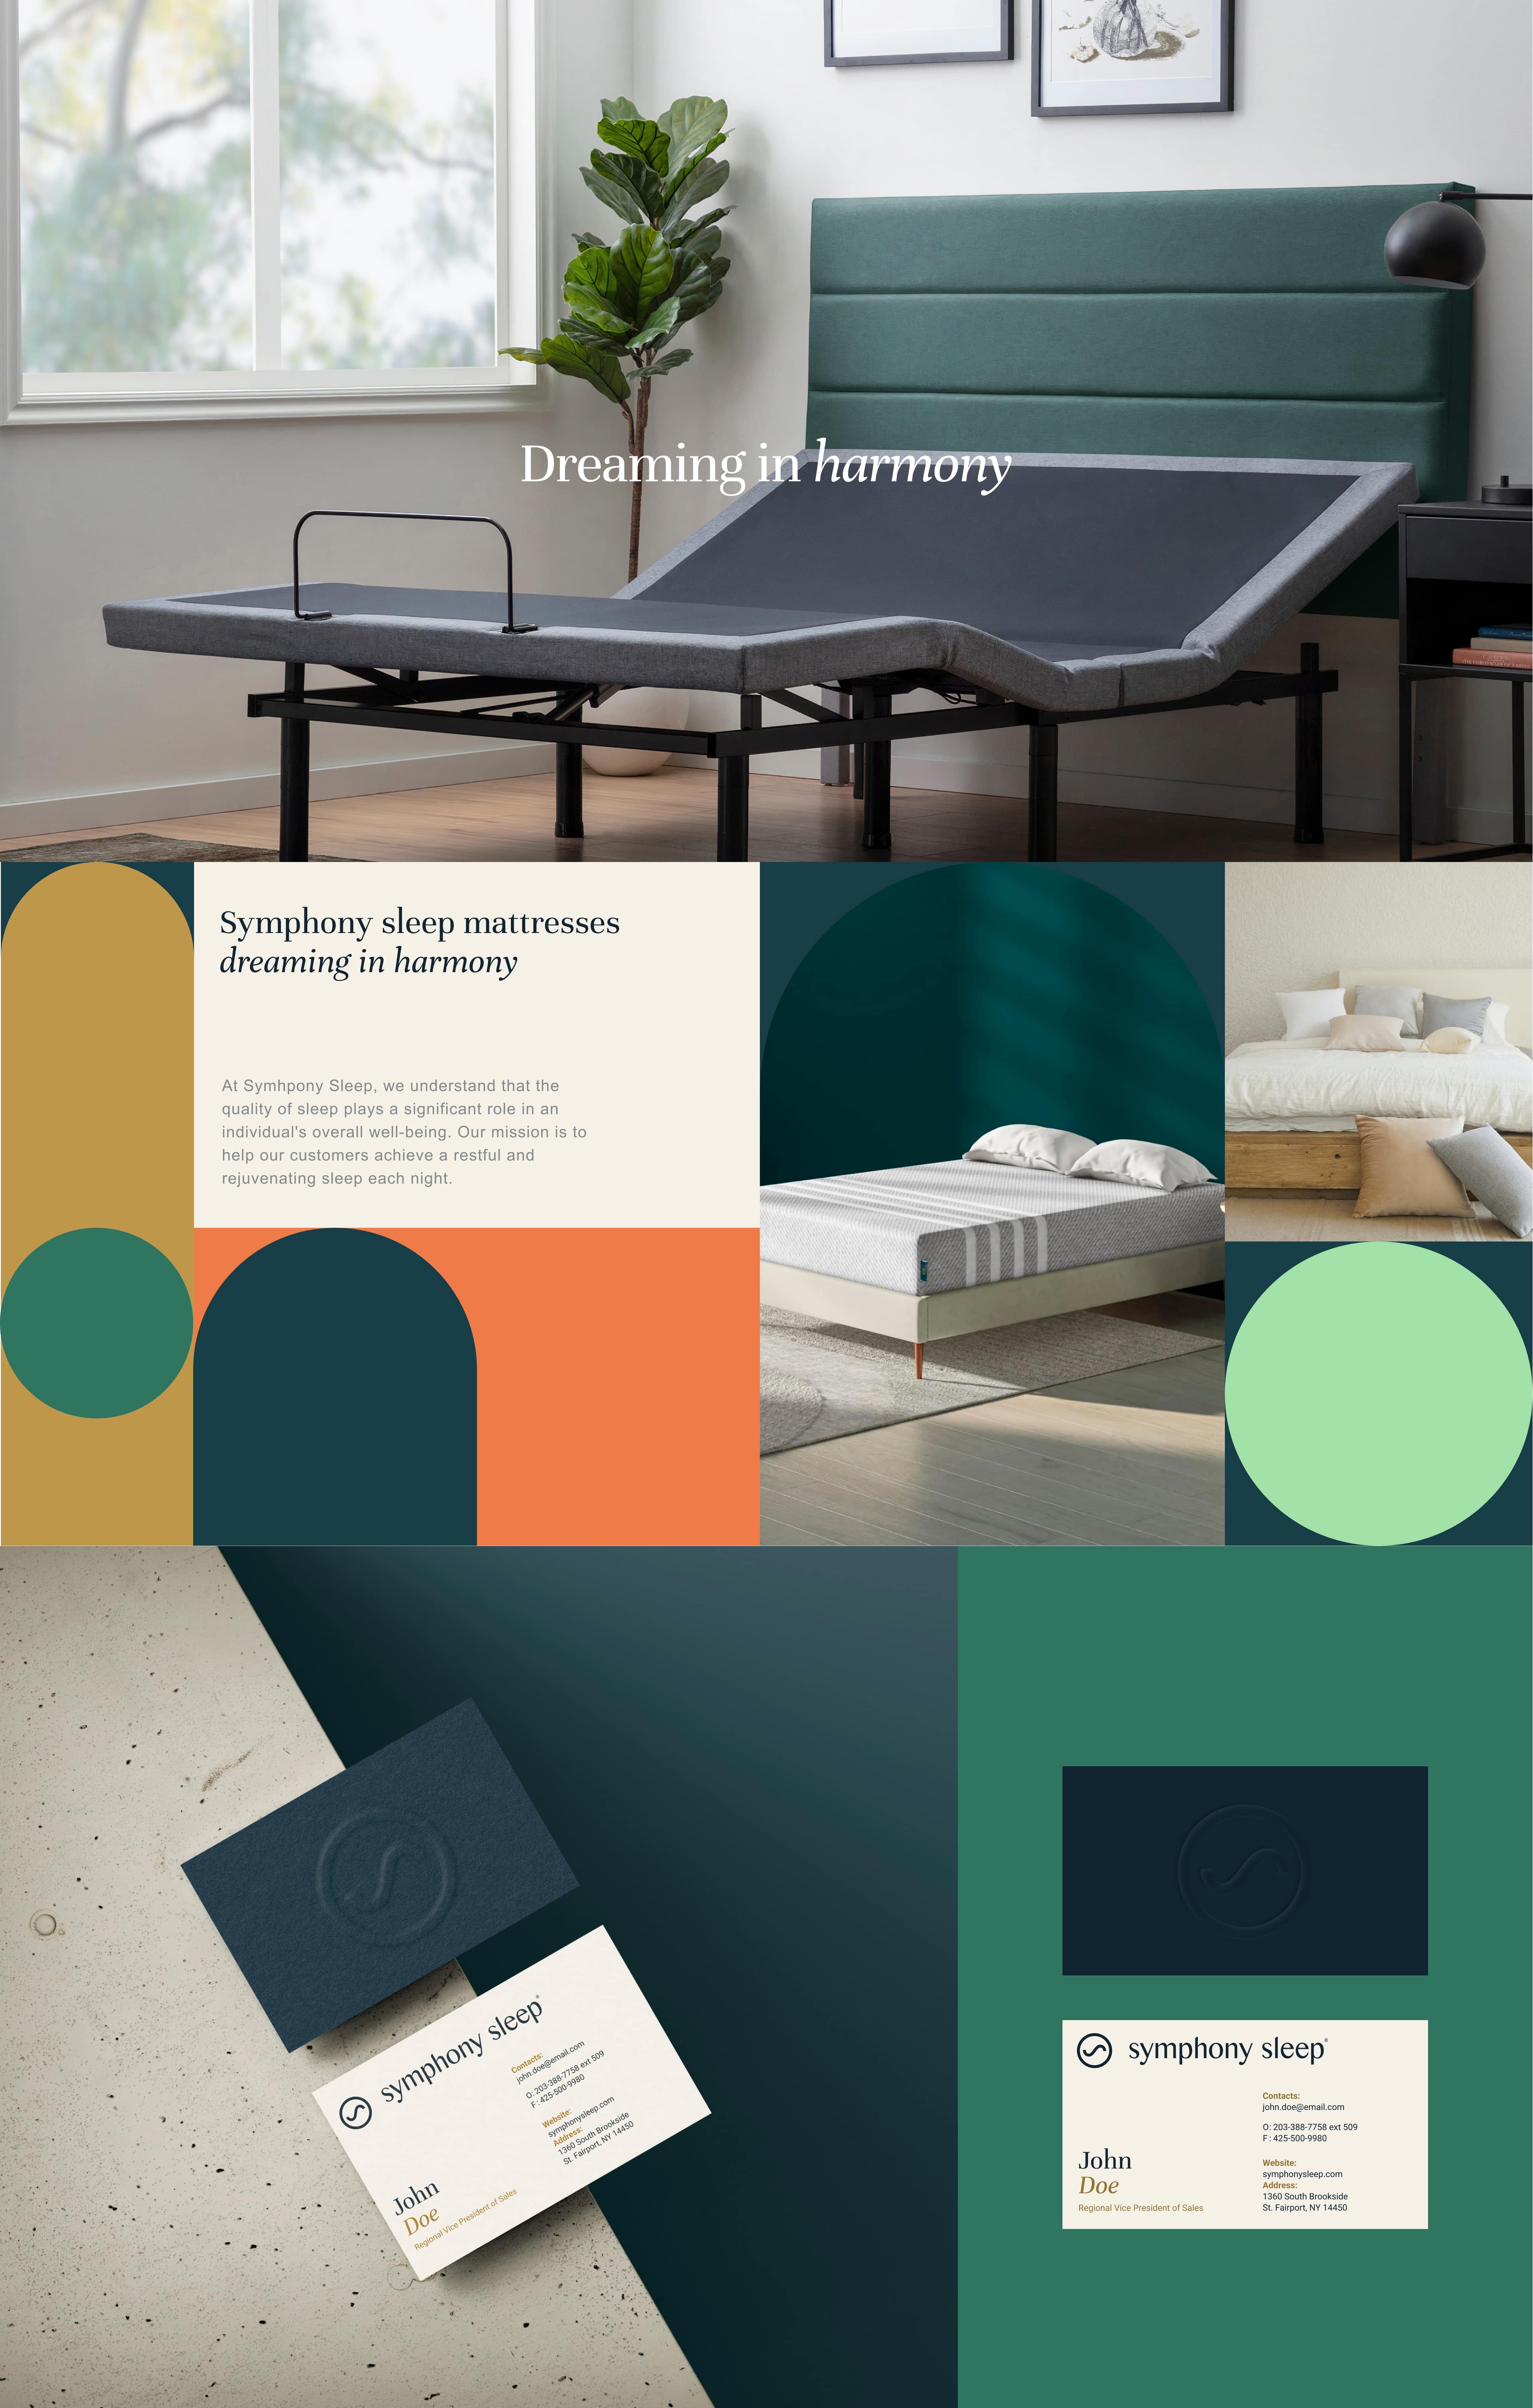 Dreaming in harmony
Symphony sleep mattresses
dreaming in harmony
At Symhpony Sleep, we understand that the
quality of sleep plays a significant role in an
individual's overall well-being. Our mission is to
help our customers achieve a restful and
rejuvenating sleep each night.
symphony sleep®
Contacts:
john.doe@email.com
O: 203-388-7758 ext 509
F: 425-500-9980
Website:
symphonysleep.com
Address:
1360 South Brookside
St. Fairport, NY 14450
John
Doe
Regional Vice President of Sales
symphony sleep®
Contacts:
john.doe@email.com
O: 203-388-7758 ext 509
F: 425-500-9980
Website:
symphonysleep.com
Address:
1360 South Brookside
St. Fairport, NY 14450
John
Doe
Regional Vice President of Sales